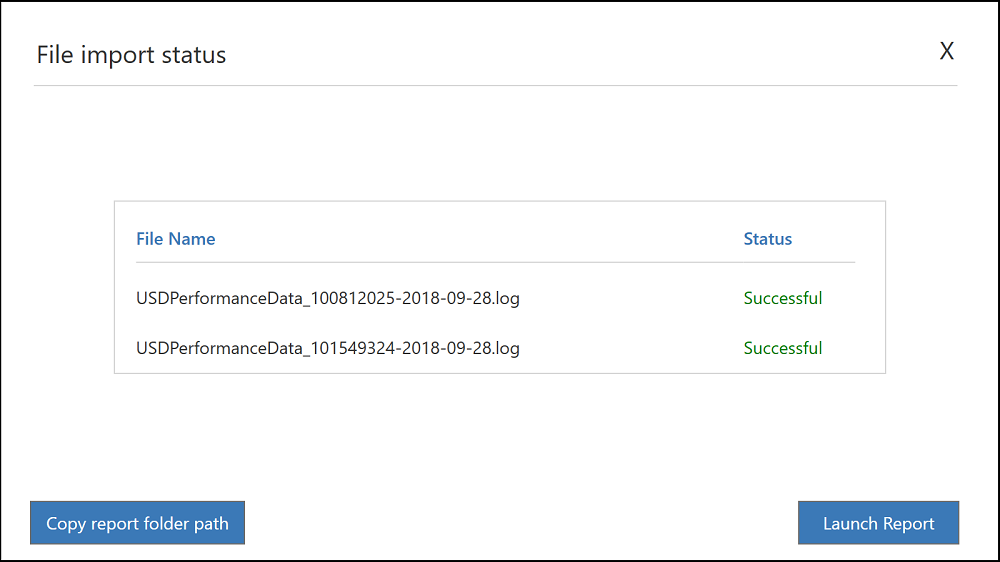 File import status
X
File Name Status
USDPerformanceData_100812025-2018-09-28.log Successful
USDPerformanceData_101549324-2018-09-28.log Successful
Copy report folder path Launch Report